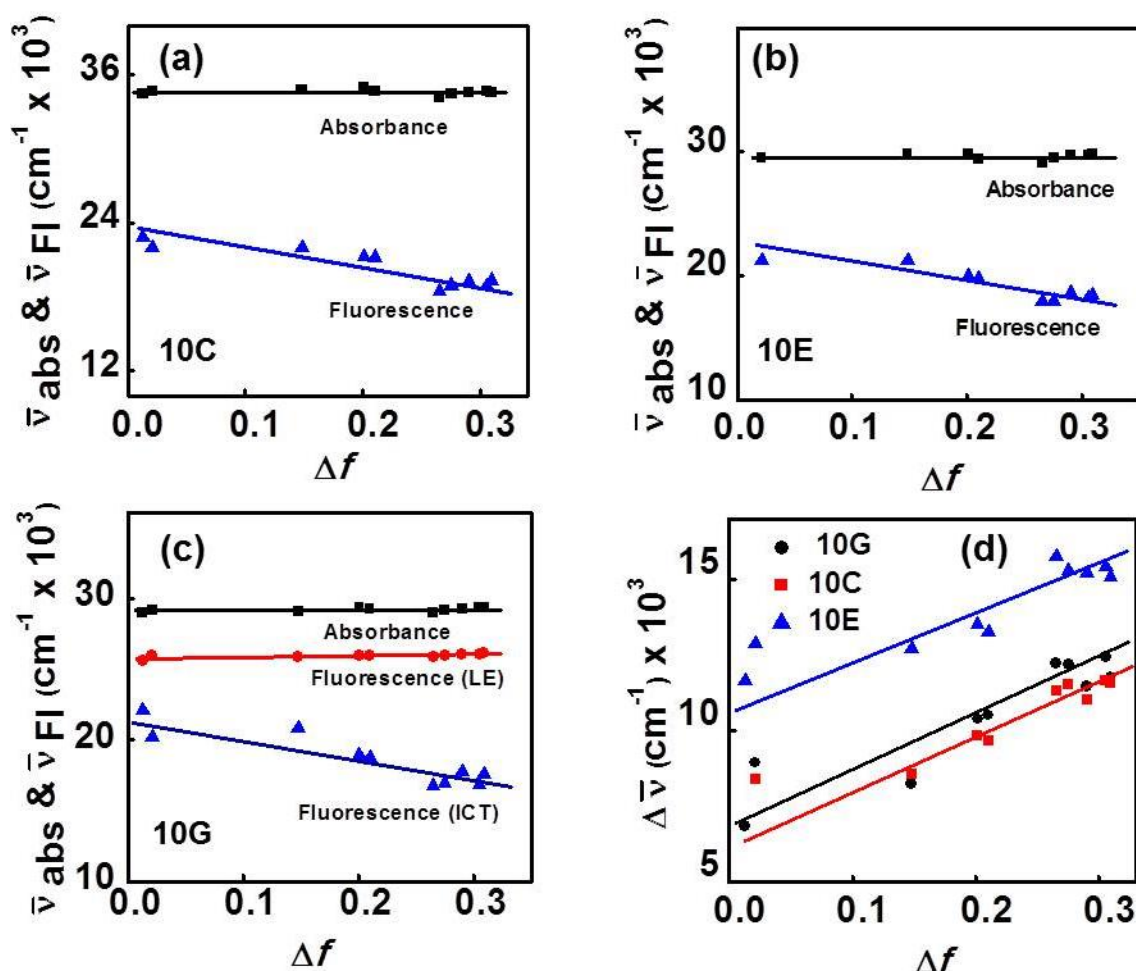 (a)
ν̄ abs & ν̄ Fl (cm⁻¹ x 10³)
36
24
12
Absorbance
Fluorescence
10C
0.0 0.1 0.2 0.3
Δf
(b)
ν̄ abs & ν̄ Fl (cm⁻¹ x 10³)
30
20
10
Absorbance
Fluorescence
10E
0.0 0.1 0.2 0.3
Δf
(c)
ν̄ abs & ν̄ Fl (cm⁻¹ x 10³)
30
20
10
Absorbance
Fluorescence (LE)
Fluorescence (ICT)
10G
0.0 0.1 0.2 0.3
Δf
(d)
Δν̄ (cm⁻¹) x 10³
15
10
5
10G
10C
10E
0.0 0.1 0.2 0.3
Δf